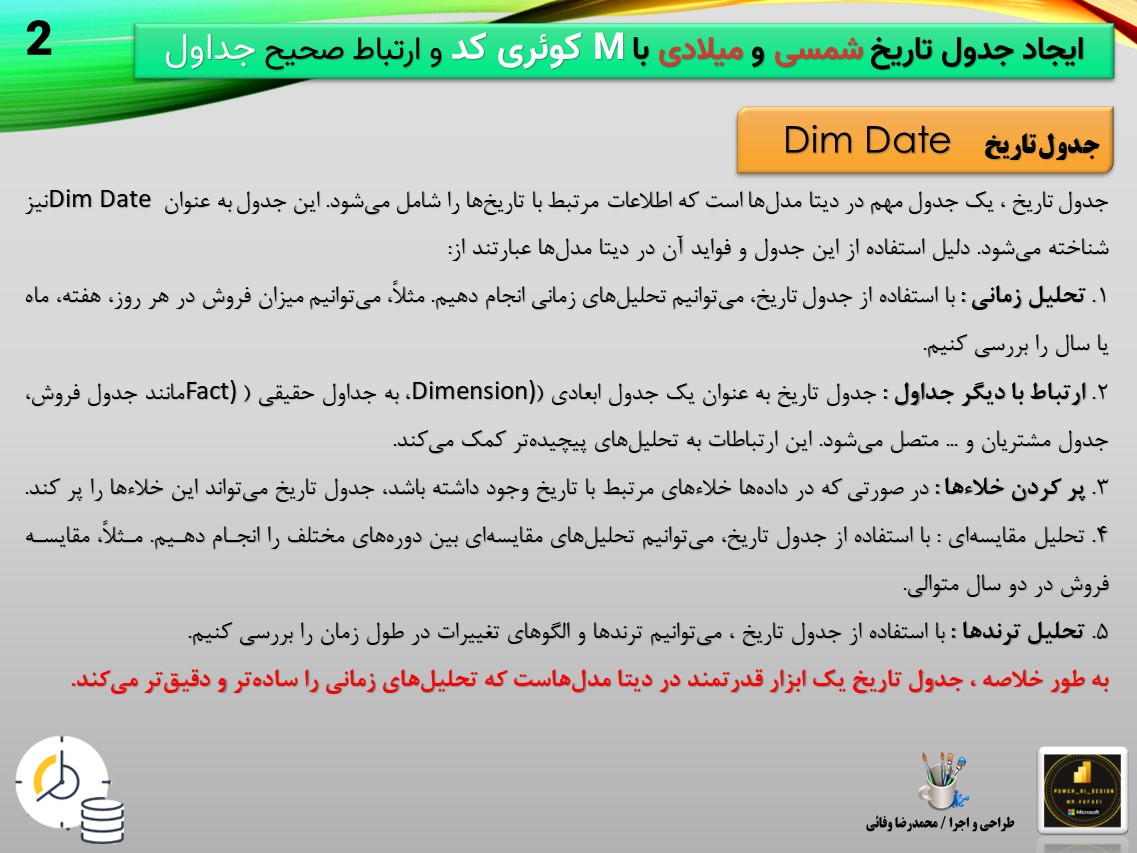 2
ایجاد جدول تاریخ شمسی و میلادی با M کوئری کد و ارتباط صحیح جداول
جدول تاریخ Dim Date
جدول تاریخ ، یک جدول مهم در دیتا مدل‌ها است که اطلاعات مرتبط با تاریخ‌ها را شامل می‌شود. این جدول به عنوان Dim Date نیز
شناخته می‌شود. دلیل استفاده از این جدول و فواید آن در دیتا مدل‌ها عبارتند از:
۱. تحلیل زمانی : با استفاده از جدول تاریخ، می‌توانیم تحلیل‌های زمانی انجام دهیم. مثلاً، می‌توانیم میزان فروش در هر روز، هفته، ماه
یا سال را بررسی کنیم.
۲. ارتباط با دیگر جداول : جدول تاریخ به عنوان یک جدول ابعادی (Dimension)، به جداول حقیقی (Fact) مانند جدول فروش،
جدول مشتریان و ... متصل می‌شود. این ارتباطات به تحلیل‌های پیچیده‌تر کمک می‌کند.
۳. پر کردن خلاءها : در صورتی که در داده‌ها خلاءهای مرتبط با تاریخ وجود داشته باشد، جدول تاریخ می‌تواند این خلاءها را پر کند.
۴. تحلیل مقایسه‌ای : با استفاده از جدول تاریخ، می‌توانیم تحلیل‌های مقایسه‌ای بین دوره‌های مختلف را انجام دهیم. مثلاً، مقایسه
فروش در دو سال متوالی.
۵. تحلیل ترندها : با استفاده از جدول تاریخ ، می‌توانیم ترندها و الگوهای تغییرات در طول زمان را بررسی کنیم.
به طور خلاصه ، جدول تاریخ یک ابزار قدرتمند در دیتا مدل‌هاست که تحلیل‌های زمانی را ساده‌تر و دقیق‌تر می‌کند.
طراحی و اجرا / محمدرضا وفائی
POWER_BI_DESIGN
MR.VAFAEI
Microsoft